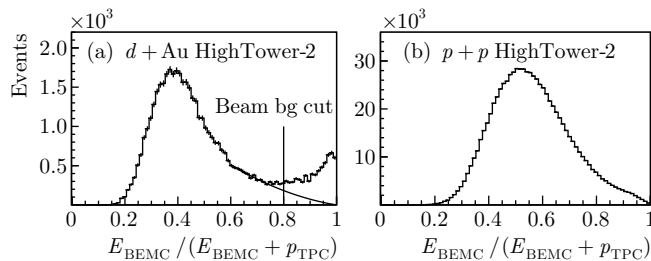 ×10³
(a) d + Au HighTower-2
Events
2.0
1.5
1.0
0.5
Beam bg cut
0 0.2 0.4 0.6 0.8 1
E_BEMC /(E_BEMC + p_TPC)
×10³
(b) p + p HighTower-2
30
20
10
0 0.2 0.4 0.6 0.8 1
E_BEMC /(E_BEMC + p_TPC)